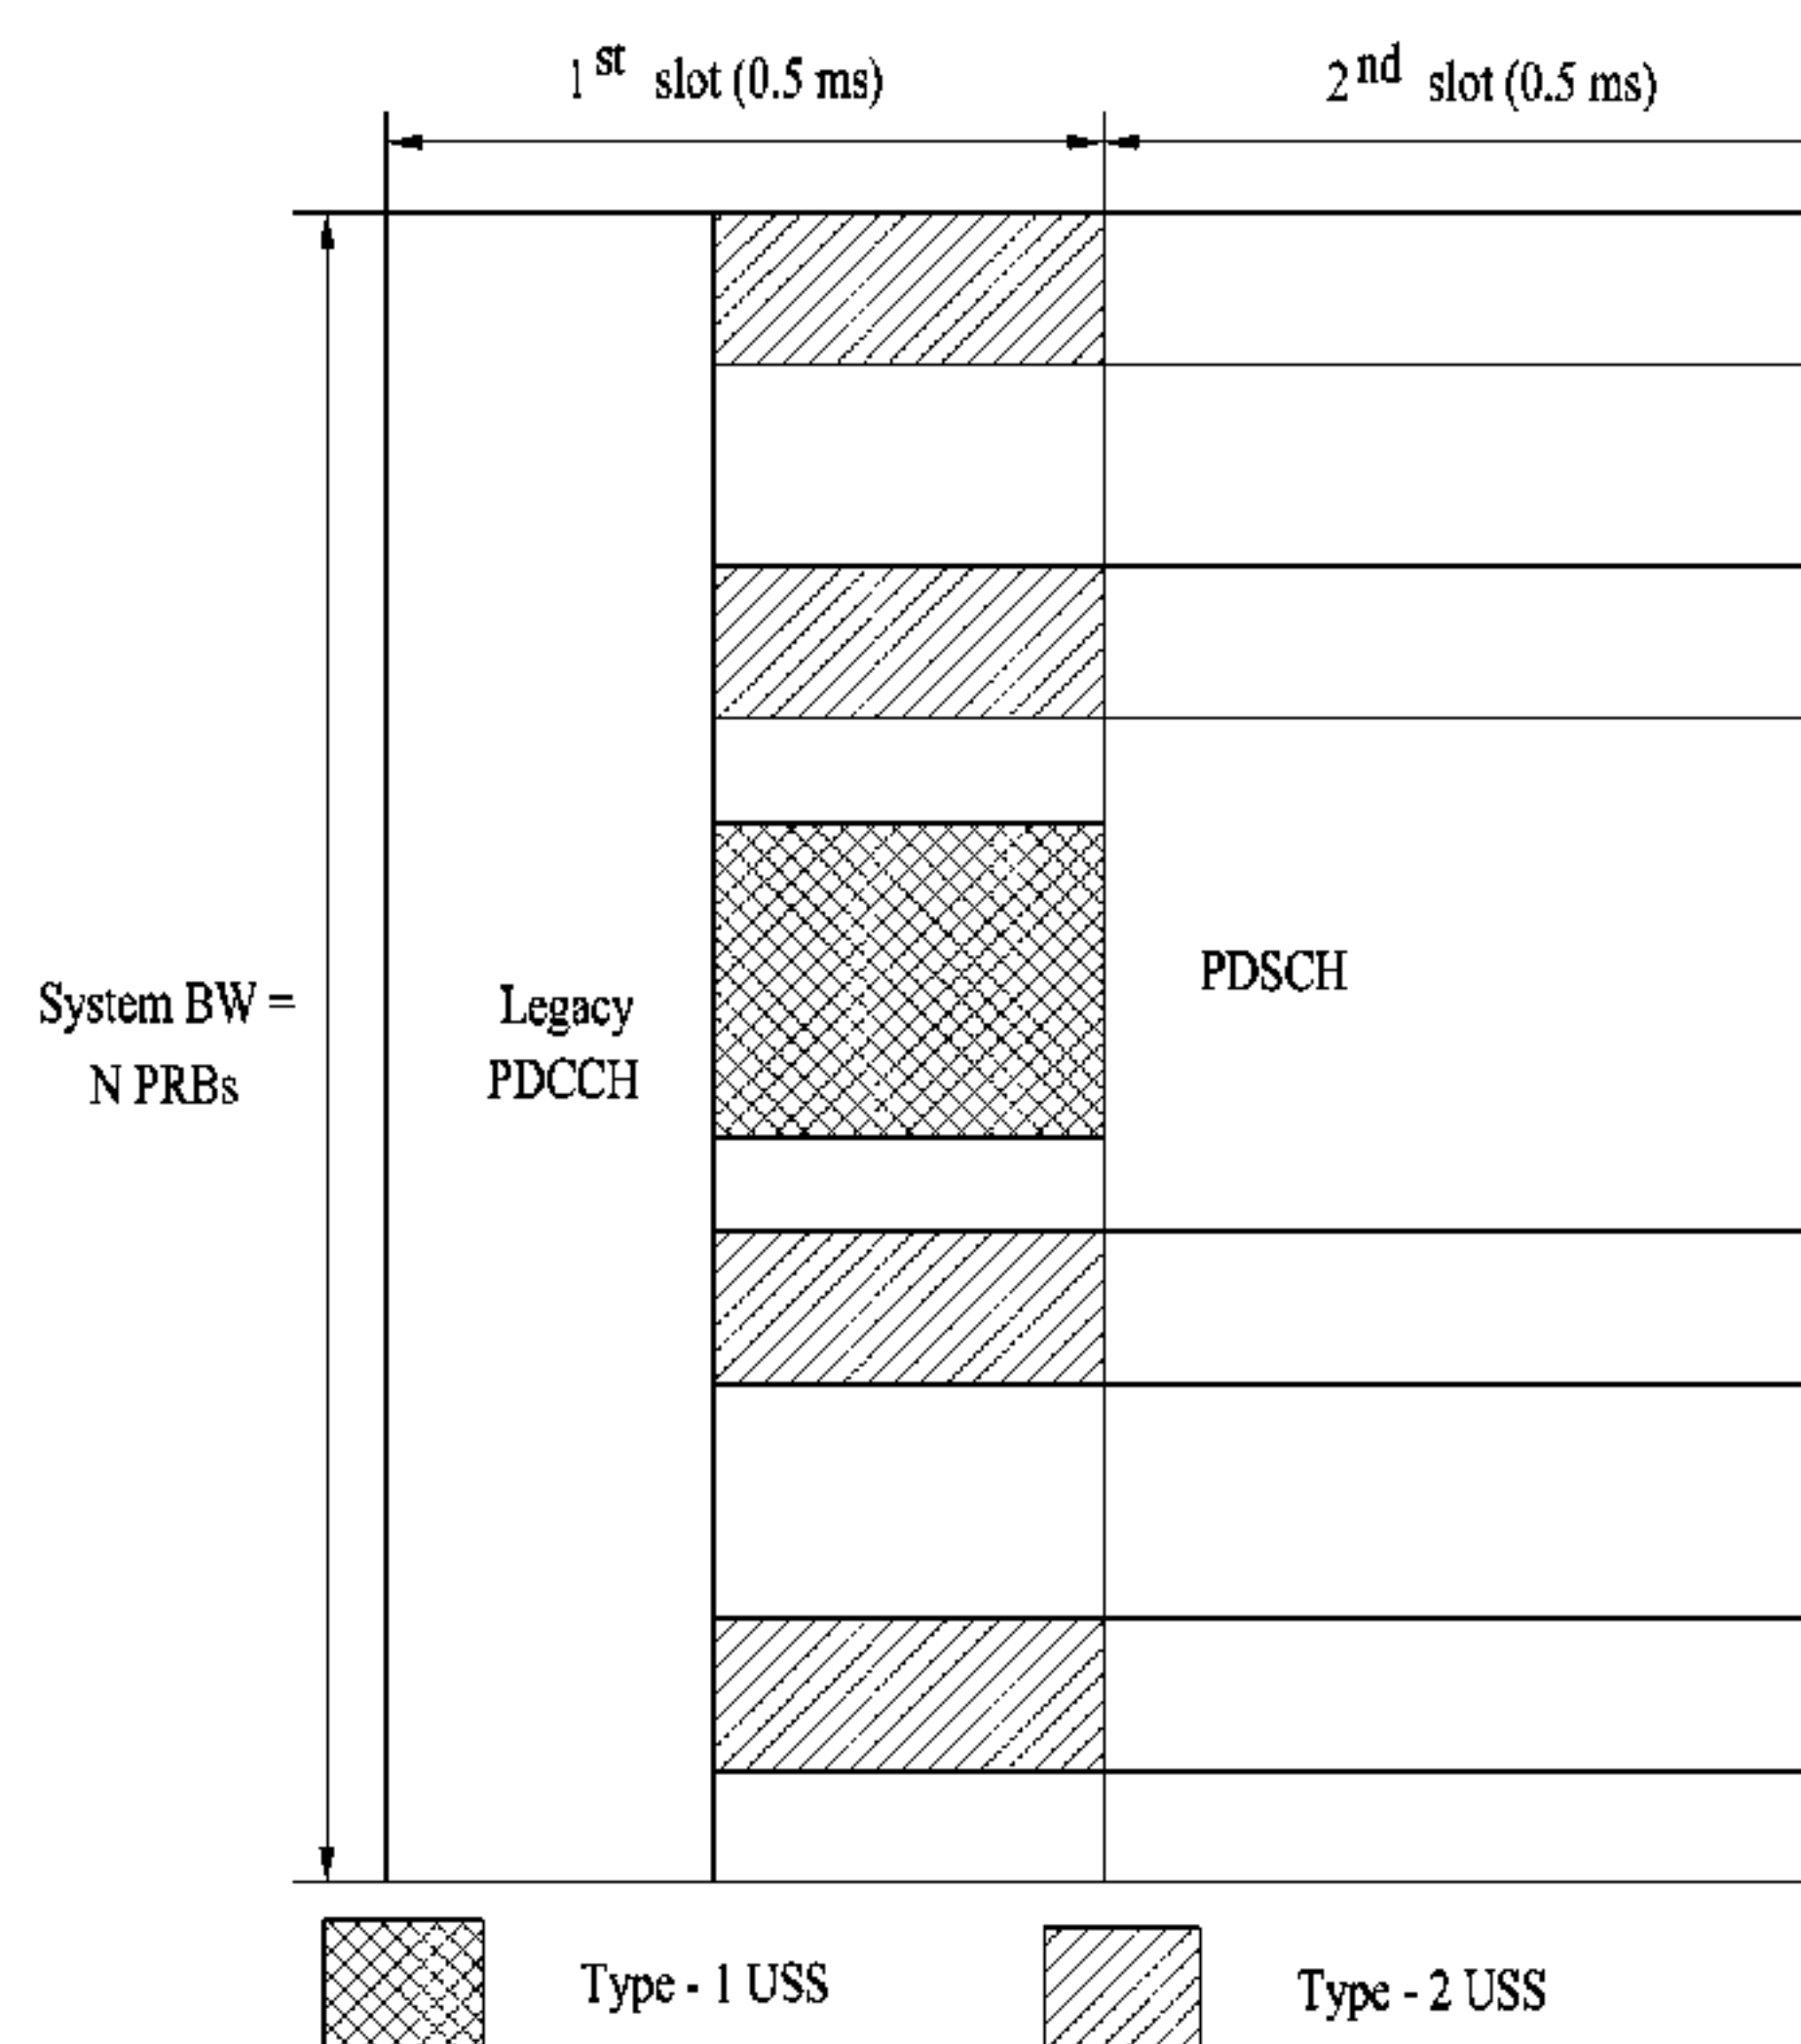 1st slot (0.5 ms)
2nd slot (0.5 ms)
System BW =
N PRBs
Legacy
PDCCH
PDSCH
Type - 1 USS
Type - 2 USS